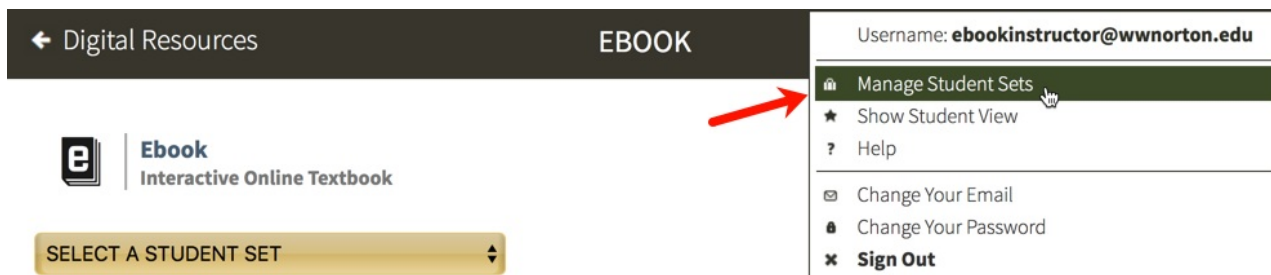 Digital Resources
EBOOK
Username: ebookinstructor@wwnorton.edu
Manage Student Sets
Show Student View
? Help
Change Your Email
Change Your Password
Sign Out
e
Ebook
Interactive Online Textbook
SELECT A STUDENT SET